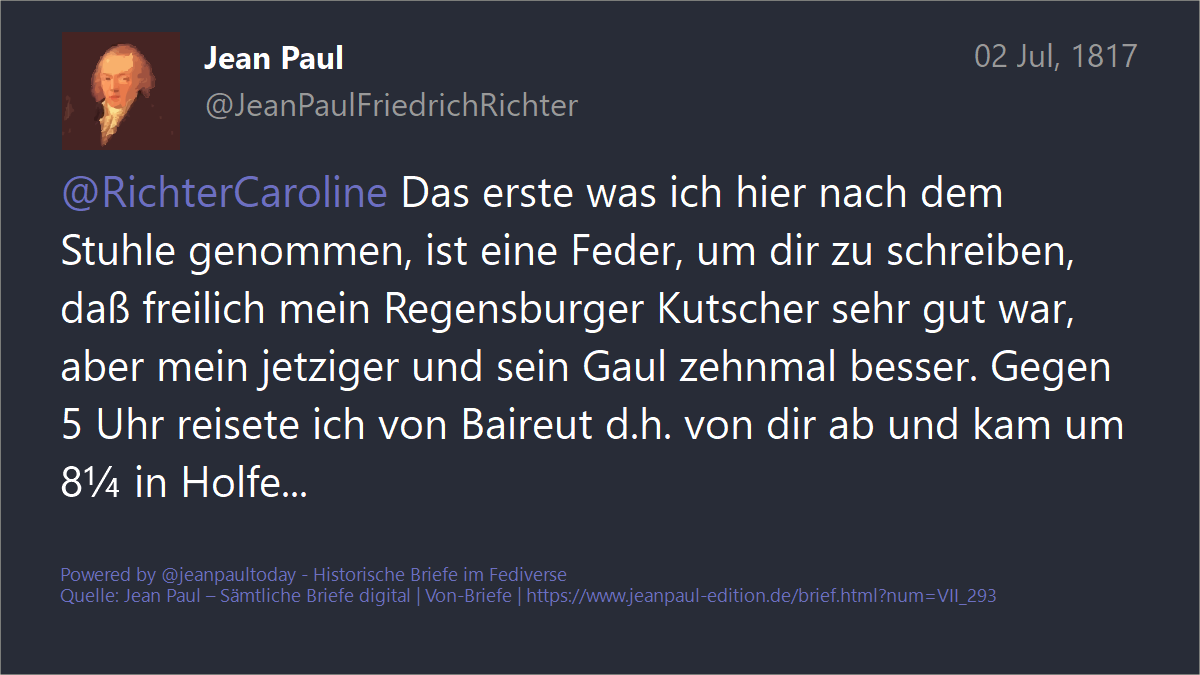 Jean Paul
02 Jul, 1817
@JeanPaulFriedrichRichter
@RichterCaroline Das erste was ich hier nach dem
Stuhle genommen, ist eine Feder, um dir zu schreiben,
daß freilich mein Regensburger Kutscher sehr gut war,
aber mein jetziger und sein Gaul zehnmal besser. Gegen
5 Uhr reisete ich von Baireut d.h. von dir ab und kam um
8¼ in Holfe...
Powered by @jeanpaultoday - Historische Briefe im Fediverse
Quelle: Jean Paul – Sämtliche Briefe digital | Von-Briefe | https://www.jeanpaul-edition.de/brief.html?num=VII_293